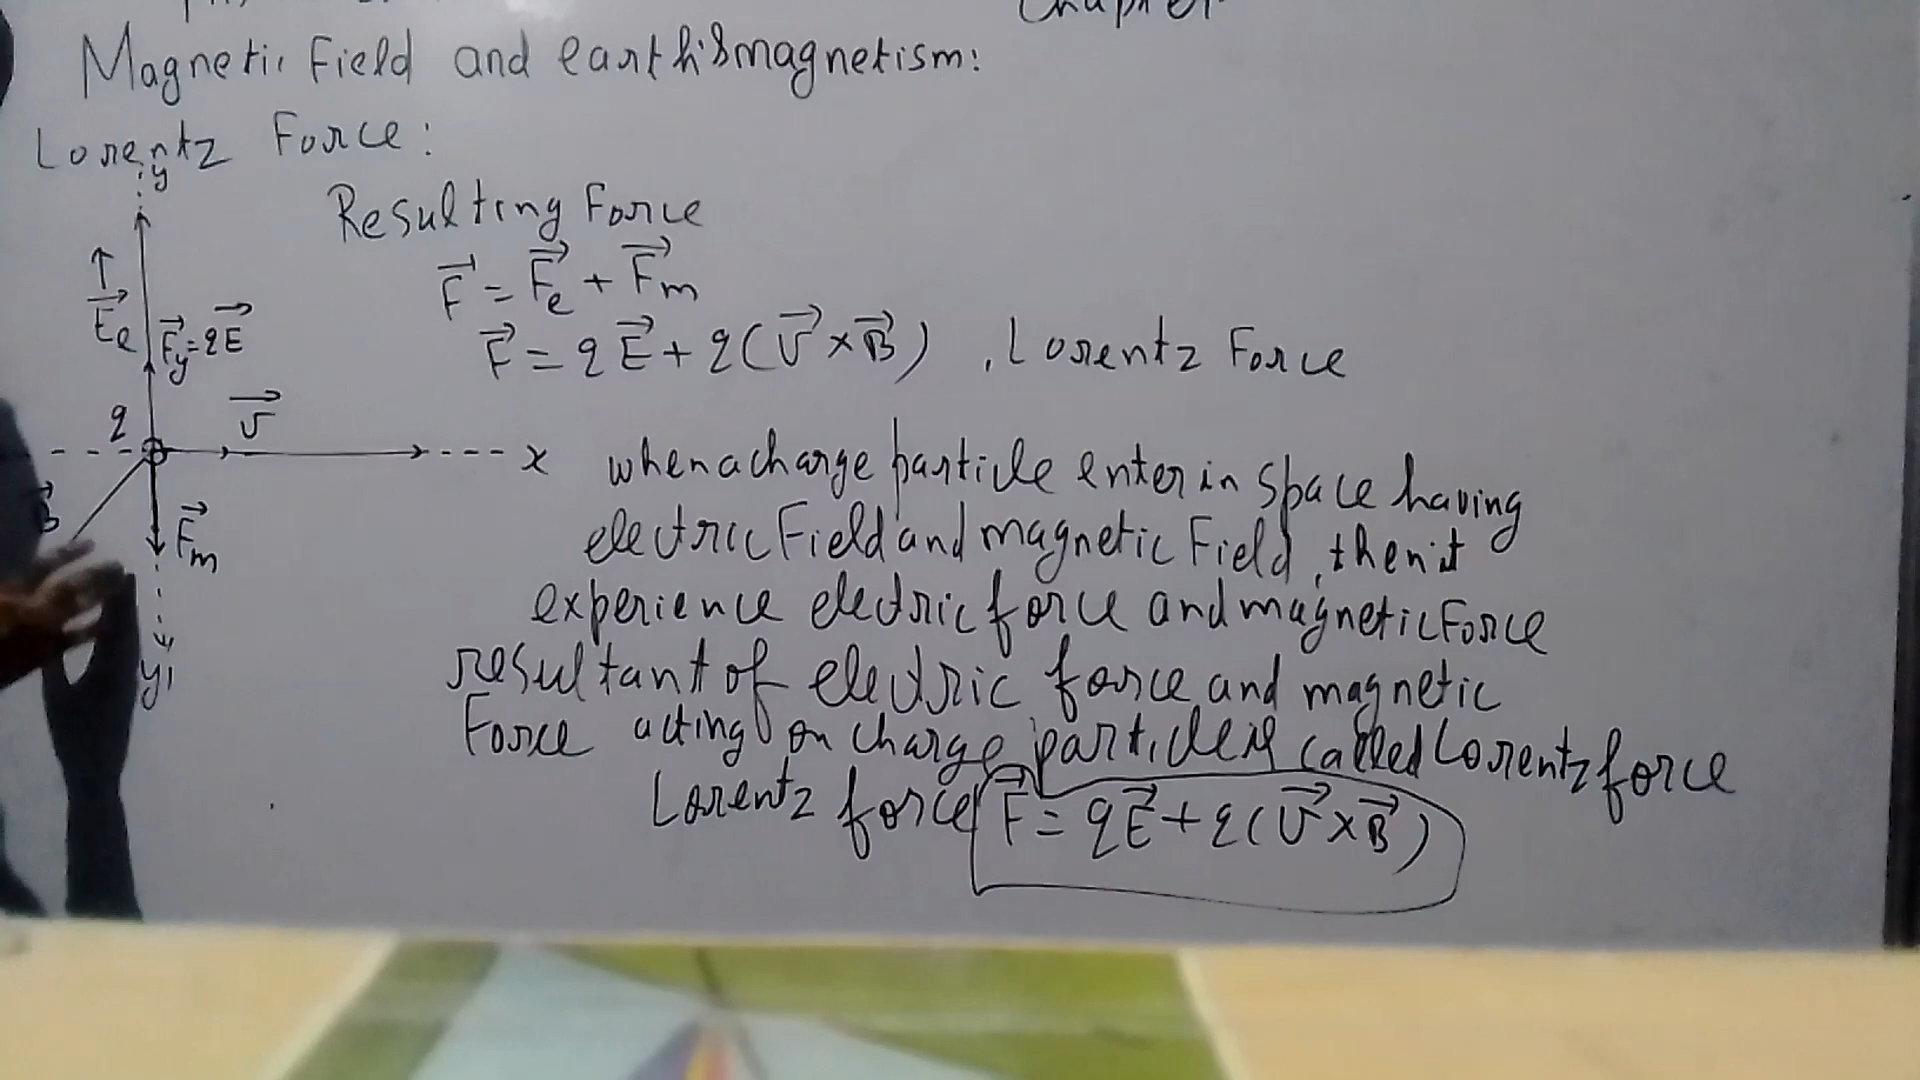 Chapter
Magnetic Field and earth's magnetism:
Lorentz Force:
y
Resulting Force
F⃗ = F⃗e + F⃗m
E⃗e
F⃗y = qE⃗
F⃗ = qE⃗ + q(v⃗ × B⃗) , Lorentz Force
q
v⃗
x
when a charge particle enter in space having
B⃗
F⃗m
electric Field and magnetic Field, then it
experience electric force and magnetic Force
y'
resultant of electric force and magnetic
Force acting on charge particle is called Lorentz force
Lorentz force F⃗ = qE⃗ + q(v⃗ × B⃗)